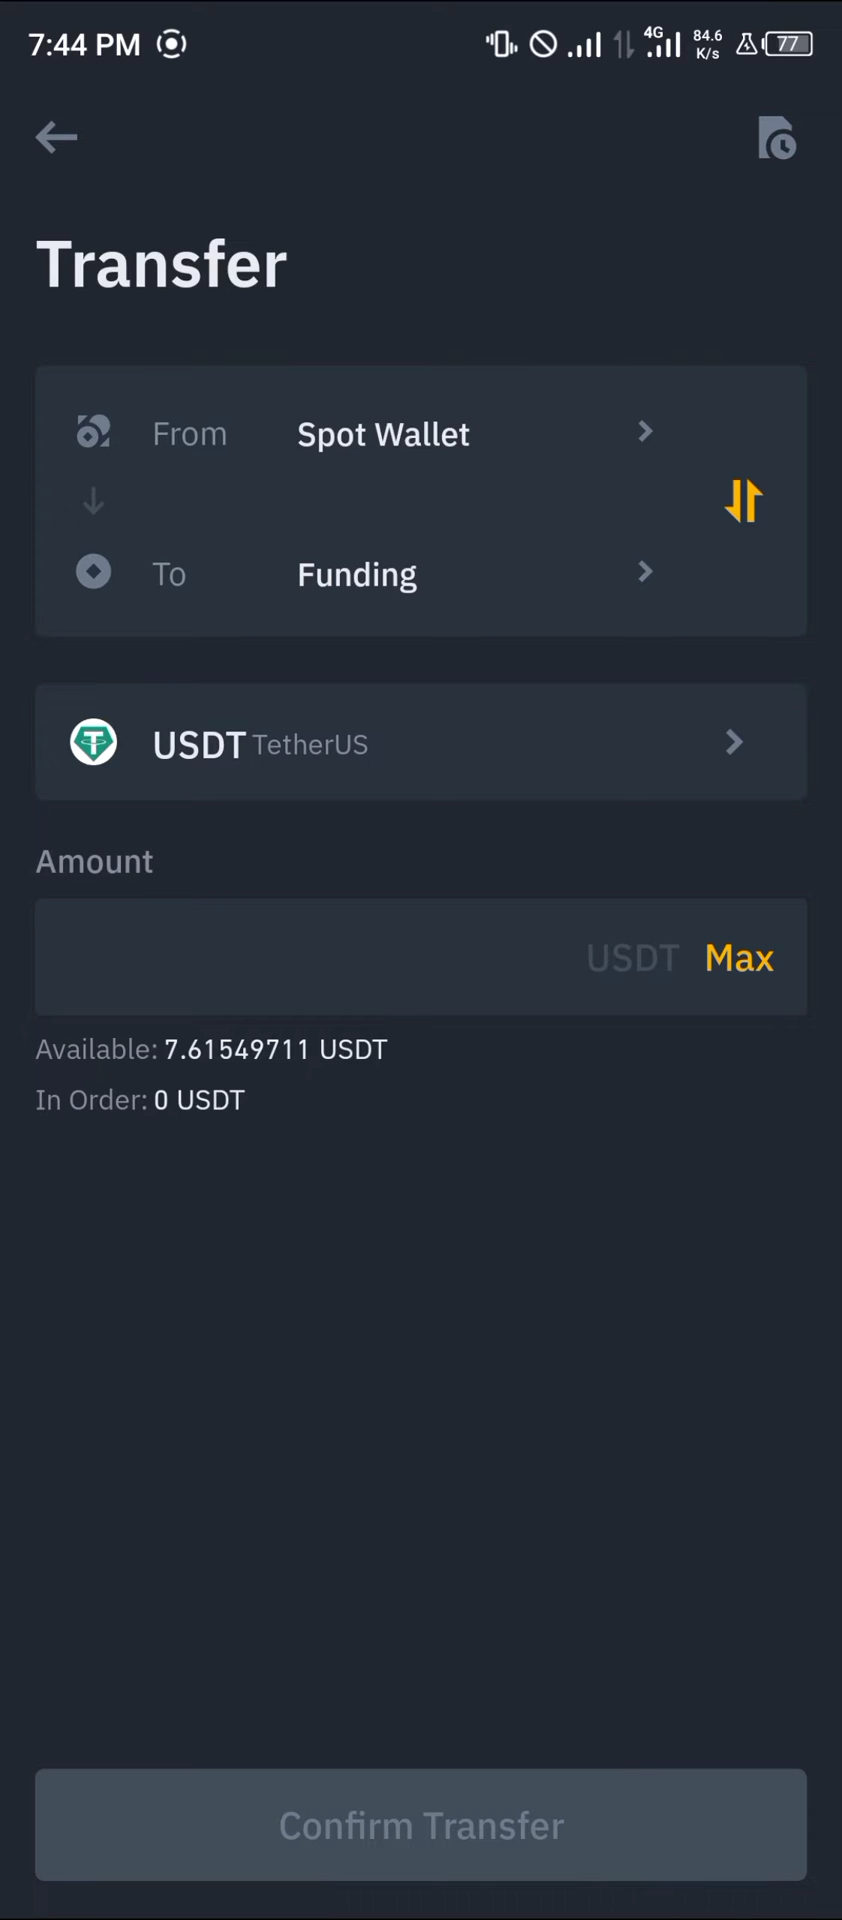 7:44 PM 4G 84.6 K/s 77
Transfer
From Spot Wallet
To Funding
USDT TetherUS
Amount
USDT Max
Available: 7.61549711 USDT
In Order: 0 USDT
Confirm Transfer